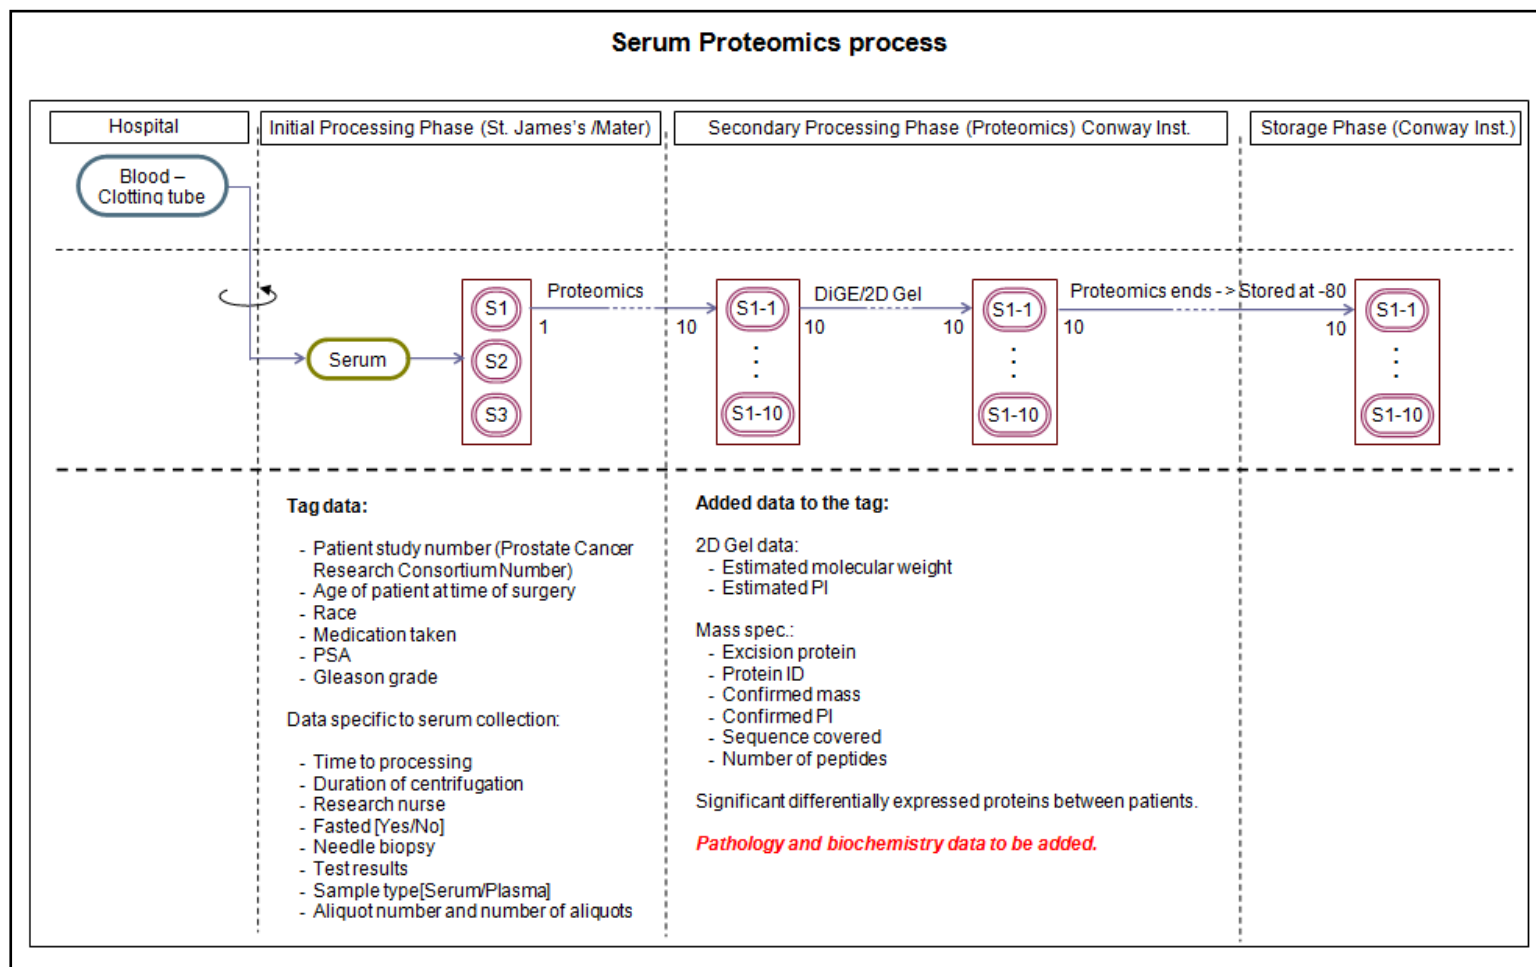 Serum Proteomics process
Hospital
Initial Processing Phase (St. James's /Mater)
Secondary Processing Phase (Proteomics) Conway Inst.
Storage Phase (Conway Inst.)
Blood –
Clotting tube
Serum
S1
S2
S3
Proteomics
1
10
S1-1
S1-10
DiGE/2D Gel
10
10
S1-1
S1-10
Proteomics ends - > Stored at -80
10
10
S1-1
S1-10
Tag data:
- Patient study number (Prostate Cancer
Research Consortium Number)
- Age of patient at time of surgery
- Race
- Medication taken
- PSA
- Gleason grade
Data specific to serum collection:
- Time to processing
- Duration of centrifugation
- Research nurse
- Fasted [Yes/No]
- Needle biopsy
- Test results
- Sample type[Serum/Plasma]
- Aliquot number and number of aliquots
Added data to the tag:
2D Gel data:
- Estimated molecular weight
- Estimated PI
Mass spec.:
- Excision protein
- Protein ID
- Confirmed mass
- Confirmed PI
- Sequence covered
- Number of peptides
Significant differentially expressed proteins between patients.
Pathology and biochemistry data to be added.